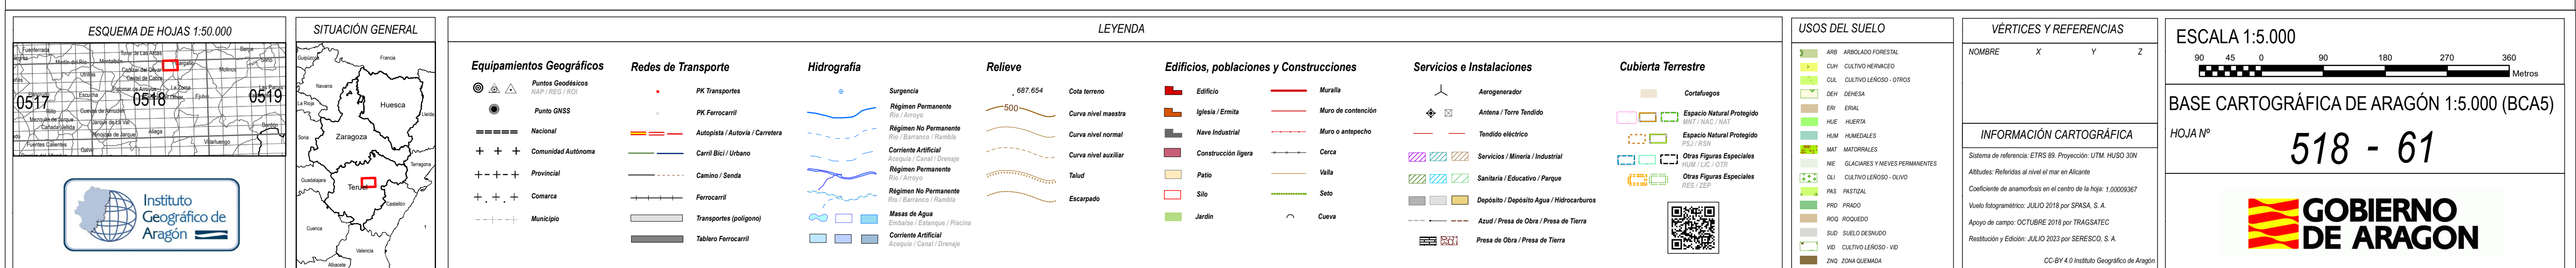 ESQUEMA DE HOJAS 1:50.000
0517
0518
0519
Instituto
Geográfico de
Aragón
SITUACIÓN GENERAL
Guipúzcoa
Francia
Navarra
La Rioja
Huesca
Lleida
Soria
Zaragoza
Tarragona
Guadalajara
Teruel
Castellón
Cuenca
Valencia
Albacete
LEYENDA
Equipamientos Geográficos
Puntos Geodésicos
NAP / REG / ROI
Punto GNSS
Nacional
Comunidad Autónoma
Provincial
Comarca
Municipio
Redes de Transporte
PK Transportes
PK Ferrocarril
Autopista / Autovia / Carretera
Carril Bici / Urbano
Camino / Senda
Ferrocarril
Transportes (polígono)
Tablero Ferrocarril
Hidrografía
Surgencia
Régimen Permanente
Río / Arroyo
Régimen No Permanente
Río / Barranco / Rambla
Corriente Artificial
Acequia / Canal / Drenaje
Régimen Permanente
Río / Arroyo
Régimen No Permanente
Río / Barranco / Rambla
Masas de Agua
Embalse / Estanque / Piscina
Corriente Artificial
Acequia / Canal / Drenaje
Relieve
687.654 Cota terreno
500 Curva nivel maestra
Curva nivel normal
Curva nivel auxiliar
Talud
Escarpado
Edificios, poblaciones y Construcciones
Edificio
Iglesia / Ermita
Nave Industrial
Construcción ligera
Patio
Silo
Jardín
Muralla
Muro de contención
Muro o antepecho
Cerca
Valla
Seto
Cueva
Servicios e Instalaciones
Aerogenerador
Antena / Torre Tendido
Tendido eléctrico
Servicios / Minería / Industrial
Sanitaria / Educativo / Parque
Depósito / Depósito Agua / Hidrocarburos
Azud / Presa de Obra / Presa de Tierra
Presa de Obra / Presa de Tierra
Cubierta Terrestre
Cortafuegos
Espacio Natural Protegido
MNT / NAC / NAT
Espacio Natural Protegido
PSJ / RSN
Otras Figuras Especiales
HUM / LIC / OTR
Otras Figuras Especiales
RES / ZEP
USOS DEL SUELO
ARB ARBOLADO FORESTAL
CUH CULTIVO HERVACEO
CUL CULTIVO LEÑOSO - OTROS
DEH DEHESA
ERI ERIAL
HUE HUERTA
HUM HUMEDALES
MAT MATORRALES
NIE GLACIARES Y NIEVES PERMANENTES
OLI CULTIVO LEÑOSO - OLIVO
PAS PASTIZAL
PRD PRADO
ROQ ROQUEDO
SUD SUELO DESNUDO
VID CULTIVO LEÑOSO - VID
ZNQ ZONA QUEMADA
VÉRTICES Y REFERENCIAS
NOMBRE X Y Z
INFORMACIÓN CARTOGRÁFICA
Sistema de referencia: ETRS 89. Proyección: UTM. HUSO 30N
Altitudes: Referidas al nivel el mar en Alicante
Coeficiente de anamorfosis en el centro de la hoja: 1.00009367
Vuelo fotogramétrico: JULIO 2018 por SPASA, S. A.
Apoyo de campo: OCTUBRE 2018 por TRAGSATEC
Restitución y Edición: JULIO 2023 por SERESCO, S. A.
CC-BY 4.0 Instituto Geográfico de Aragón
ESCALA 1:5.000
90 45 0 90 180 270 360
Metros
BASE CARTOGRÁFICA DE ARAGÓN 1:5.000 (BCA5)
HOJA Nº
518 - 61
GOBIERNO
DE ARAGON